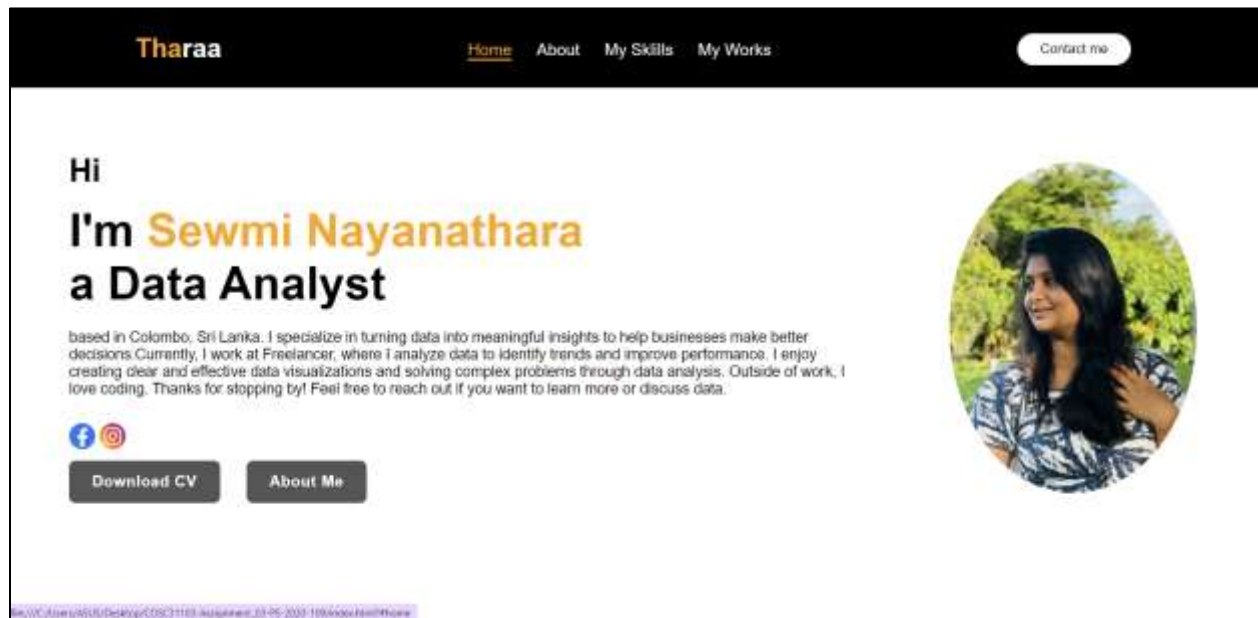 Tharaa
Home About My Skills My Works
Contact me
Hi
I'm Sewmi Nayanathara
a Data Analyst
based in Colombo, Sri Lanka. I specialize in turning data into meaningful insights to help businesses make better
decisions.Currently, I work at Freelancer, where I analyze data to identify trends and improve performance. I enjoy
creating clear and effective data visualizations and solving complex problems through data analysis. Outside of work, I
love coding. Thanks for stopping by! Feel free to reach out if you want to learn more or discuss data.
Download CV About Me